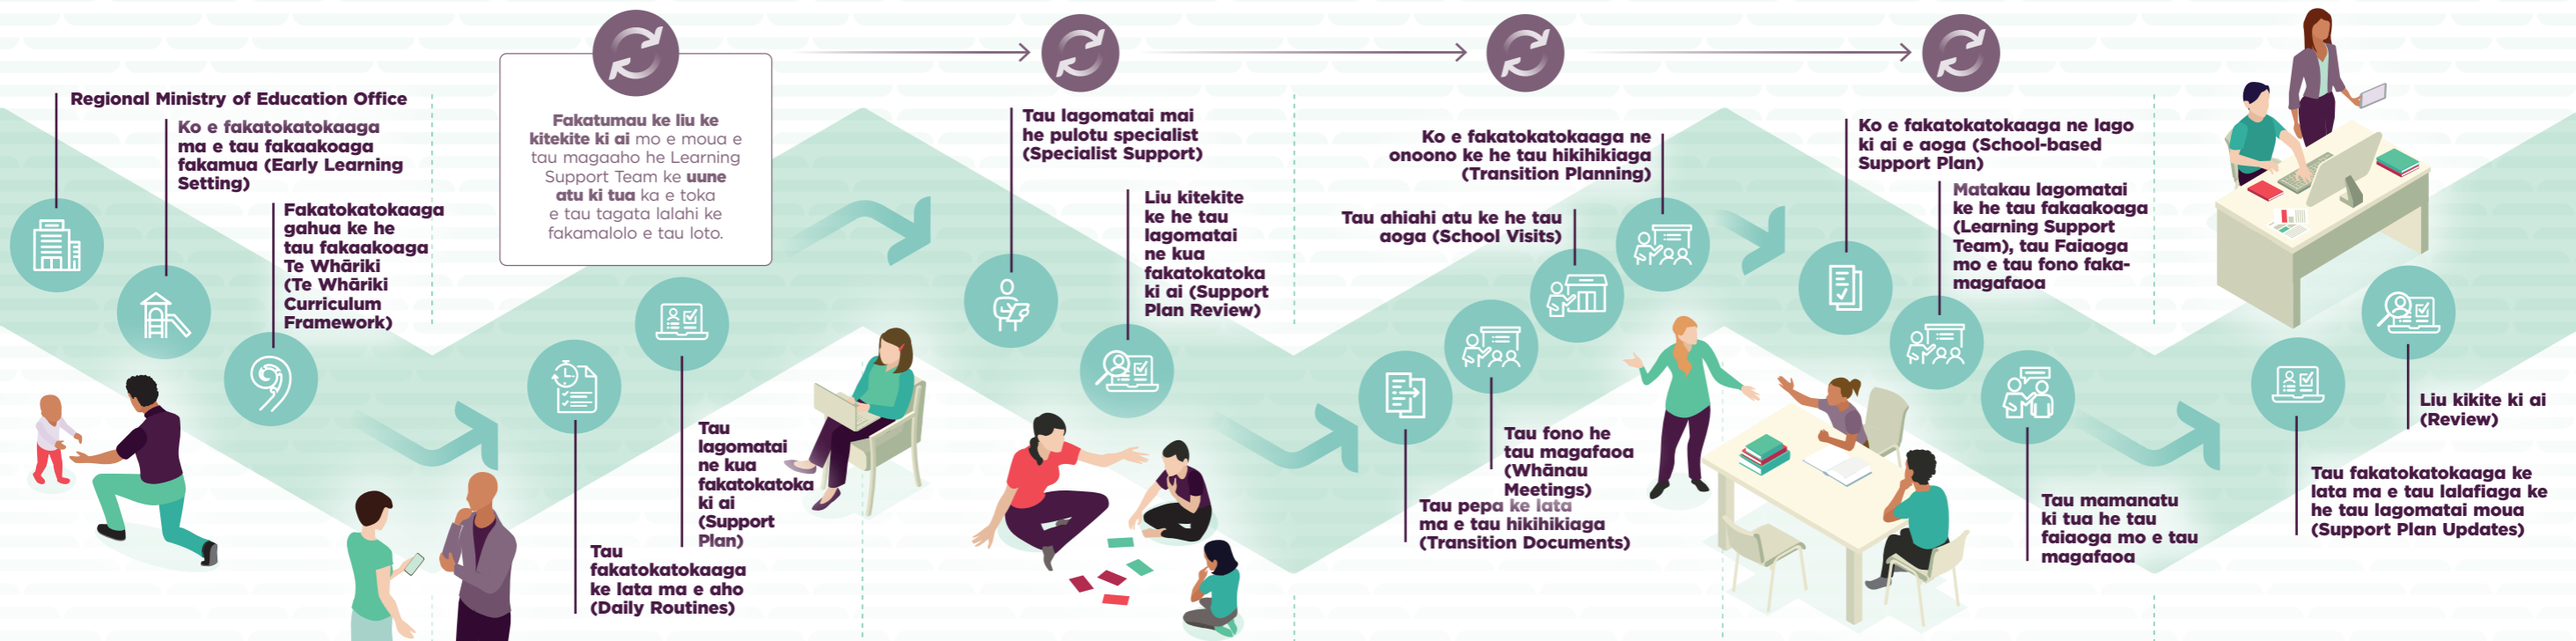 Regional Ministry of Education Office
Ko e fakatokatokaaga
ma e tau fakaakoaga
fakamua (Early Learning
Setting)
Fakatokatokaaga
gahua ke he
tau fakaakoaga
Te Whāriki
(Te Whāriki
Curriculum
Framework)
Fakatumau ke liu ke
kitekite ki ai mo e moua e
tau magaaho he Learning
Support Team ke uune
atu ki tua ka e toka
e tau tagata lalahi ke
fakamalolo e tau loto.
Tau
fakatokatokaaga
ke lata ma e aho
(Daily Routines)
Tau
lagomatai
ne kua
fakatokatoka
ki ai
(Support
Plan)
Tau lagomatai mai
he pulotu specialist
(Specialist Support)
Liu kitekite
ke he tau
lagomatai
ne kua
fakatokatoka
ki ai (Support
Plan Review)
Tau pepa ke lata
ma e tau hikihikiaga
(Transition Documents)
Tau fono he
tau magafaoa
(Whānau
Meetings)
Tau ahiahi atu ke he tau
aoga (School Visits)
Ko e fakatokatokaaga ne
onoono ke he tau hikihikiaga
(Transition Planning)
Ko e fakatokatokaaga ne lago
ki ai e aoga (School-based
Support Plan)
Matakau lagomatai
ke he tau fakaakoaga
(Learning Support
Team), tau Faiaoga
mo e tau fono faka-
magafaoa
Tau mamanatu
ki tua he tau
faiaoga mo e tau
magafaoa
Tau fakatokatokaaga ke
lata ma e tau lalafiaga ke
he tau lagomatai moua
(Support Plan Updates)
Liu kikite ki ai
(Review)